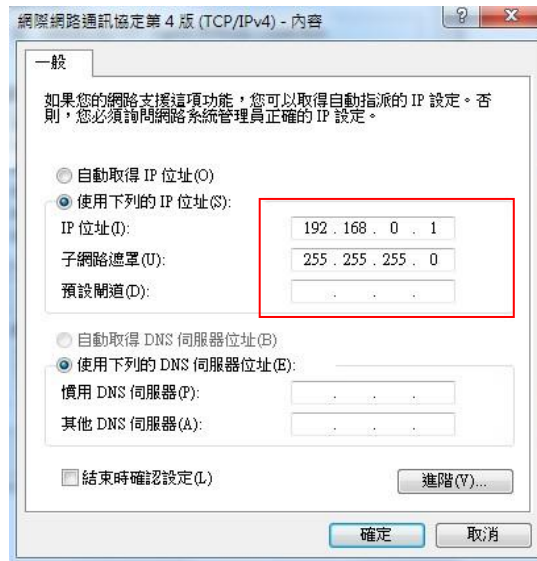 網際網路通訊協定第 4 版 (TCP/IPv4) - 內容
一般
如果您的網路支援這項功能，您可以取得自動指派的 IP 設定。否
則，您必須詢問網路系統管理員正確的 IP 設定。
自動取得 IP 位址(O)
使用下列的 IP 位址(S):
IP 位址(I): 192 . 168 . 0 . 1
子網路遮罩(U): 255 . 255 . 255 . 0
預設閘道(D): . . .
自動取得 DNS 伺服器位址(B)
使用下列的 DNS 伺服器位址(E):
慣用 DNS 伺服器(P): . . .
其他 DNS 伺服器(A): . . .
結束時確認設定(L)
進階(V)...
確定 取消